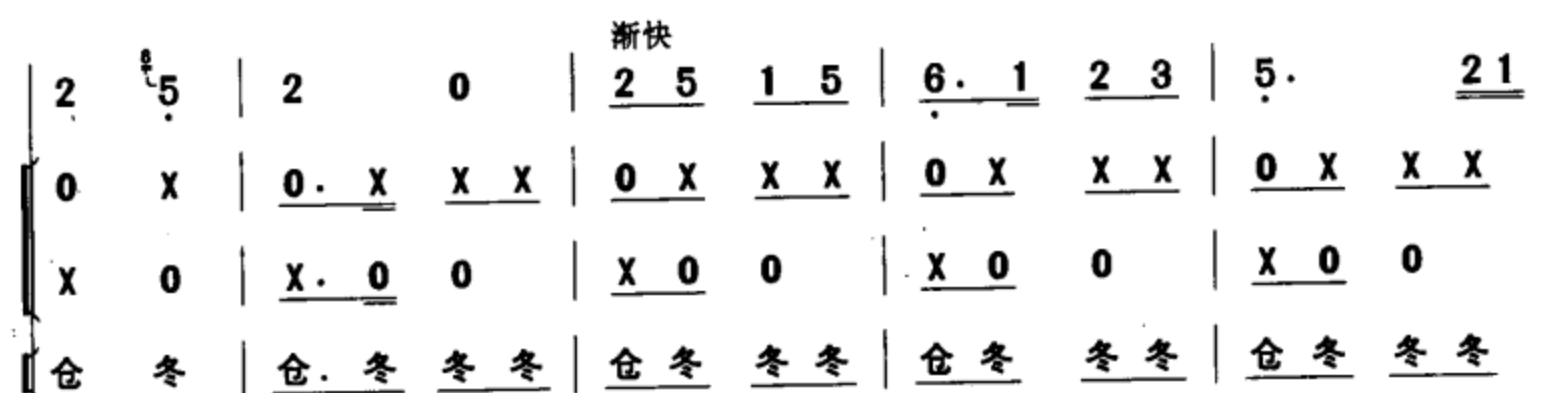 渐快
2 5 | 2 0 | 2 5 1 5 | 6. 1 2 3 | 5. 2 1
0 X | 0. X X X | 0 X X X | 0 X X X | 0 X X X
X 0 | X. 0 0 | X 0 0 | X 0 0 | X 0 0
仓 冬 | 仓. 冬 冬 冬 | 仓 冬 冬 冬 | 仓 冬 冬 冬 | 仓 冬 冬 冬